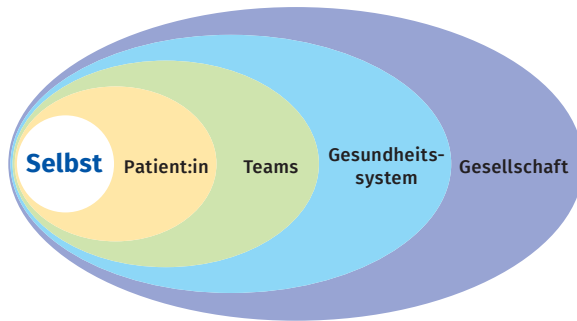 Selbst
Patient:in
Teams
Gesundheits-
system
Gesellschaft